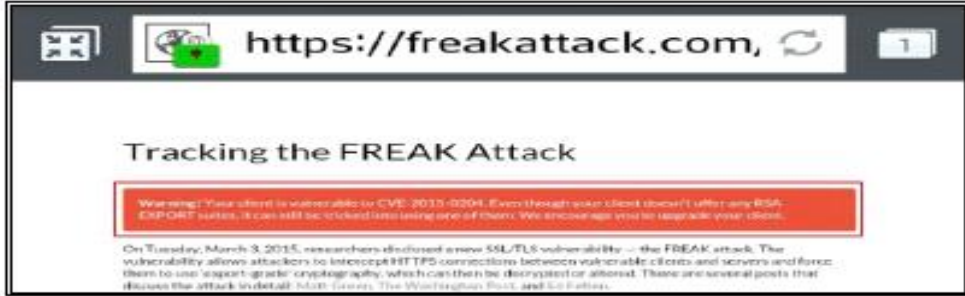 https://freakattack.com,
1
Tracking the FREAK Attack
Warning: Your client is vulnerable to CVE-2015-0204. Even though your client doesn't offer any RSA
EXPORT suites, it can still be tricked into using one of them. We encourage you to upgrade your client.
On Tuesday, March 3, 2015, researchers disclosed a new SSL/TLS vulnerability — the FREAK attack. The
vulnerability allows attackers to intercept HTTPS connections between vulnerable clients and servers and force
them to use 'export-grade' cryptography, which can then be decrypted or altered. There are several posts that
discuss the attack in detail: Matt Green, The Washington Post, and Ed Felten.